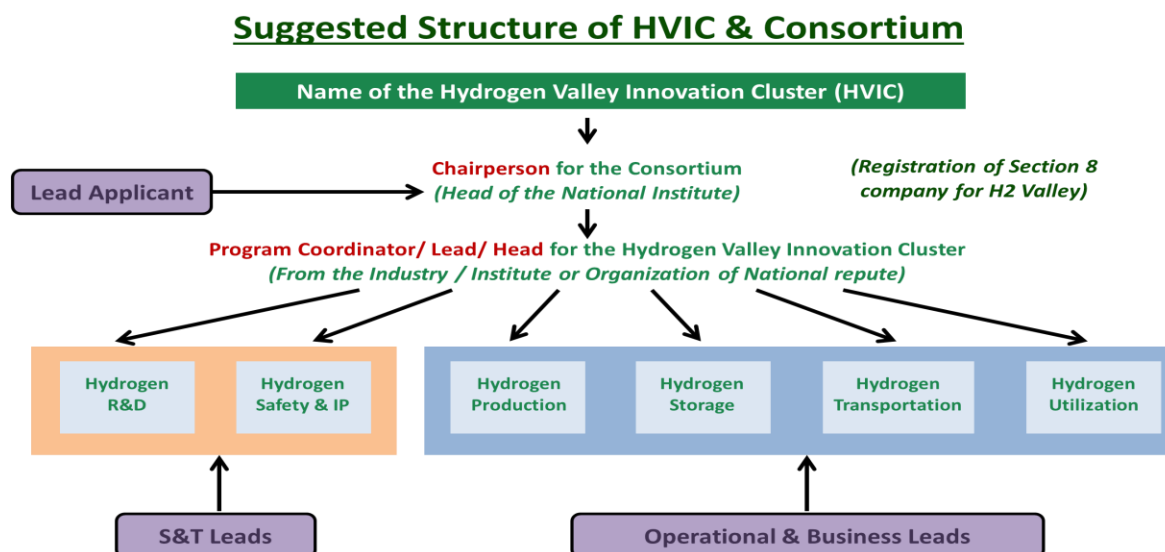 Suggested Structure of HVIC & Consortium
Name of the Hydrogen Valley Innovation Cluster (HVIC)
Chairperson for the Consortium
(Head of the National Institute)
(Registration of Section 8
company for H2 Valley)
Lead Applicant
Program Coordinator/ Lead/ Head for the Hydrogen Valley Innovation Cluster
(From the Industry / Institute or Organization of National repute)
Hydrogen
R&D
Hydrogen
Safety & IP
Hydrogen
Production
Hydrogen
Storage
Hydrogen
Transportation
Hydrogen
Utilization
S&T Leads
Operational & Business Leads